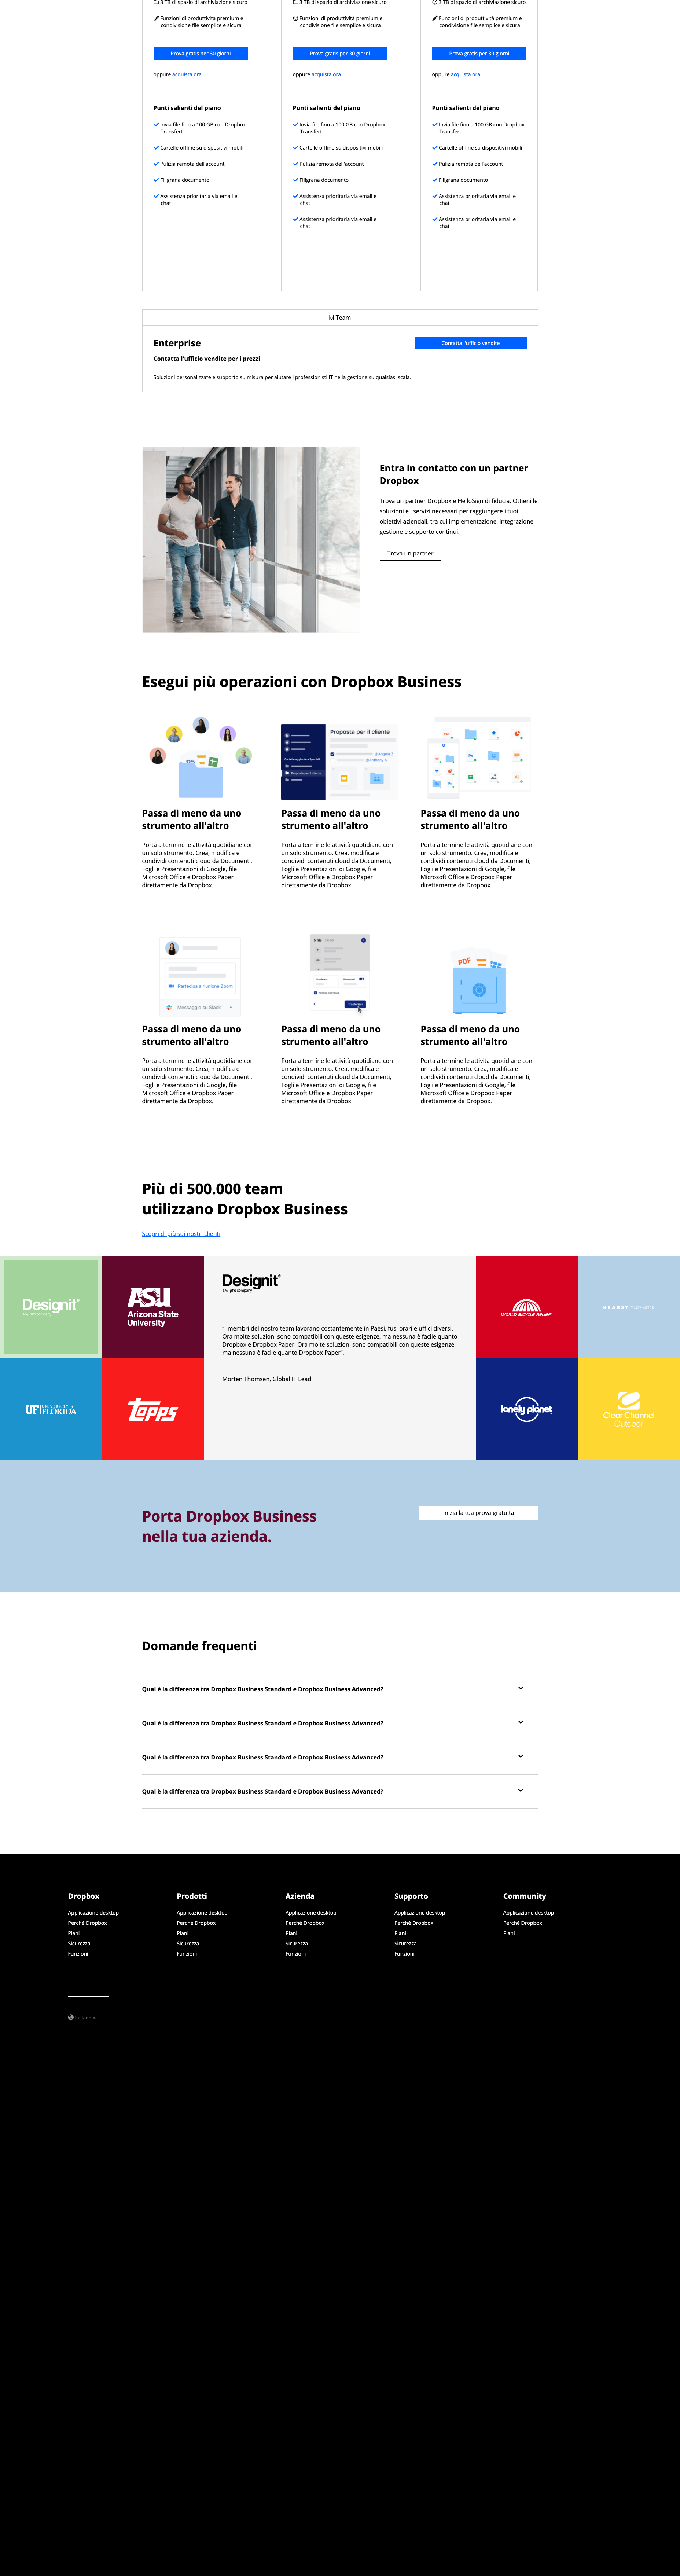 3 TB di spazio di archiviazione sicuro
Funzioni di produttività premium e
condivisione file semplice e sicura
Prova gratis per 30 giorni
oppure acquista ora
Punti salienti del piano
Invia file fino a 100 GB con Dropbox
Transfert
Cartelle offline su dispositivi mobili
Pulizia remota dell'account
Filigrana documento
Assistenza prioritaria via email e
chat
3 TB di spazio di archiviazione sicuro
Funzioni di produttività premium e
condivisione file semplice e sicura
Prova gratis per 30 giorni
oppure acquista ora
Punti salienti del piano
Invia file fino a 100 GB con Dropbox
Transfert
Cartelle offline su dispositivi mobili
Pulizia remota dell'account
Filigrana documento
Assistenza prioritaria via email e
chat
Assistenza prioritaria via email e
chat
3 TB di spazio di archiviazione sicuro
Funzioni di produttività premium e
condivisione file semplice e sicura
Prova gratis per 30 giorni
oppure acquista ora
Punti salienti del piano
Invia file fino a 100 GB con Dropbox
Transfert
Cartelle offline su dispositivi mobili
Pulizia remota dell'account
Filigrana documento
Assistenza prioritaria via email e
chat
Assistenza prioritaria via email e
chat
Team
Enterprise
Contatta l'ufficio vendite
Contatta l'ufficio vendite per i prezzi
Soluzioni personalizzate e supporto su misura per aiutare i professionisti IT nella gestione su qualsiasi scala.
Entra in contatto con un partner
Dropbox
Trova un partner Dropbox e HelloSign di fiducia. Ottieni le
soluzioni e i servizi necessari per raggiungere i tuoi
obiettivi aziendali, tra cui implementazione, integrazione,
gestione e supporto continui.
Trova un partner
Esegui più operazioni con Dropbox Business
Passa di meno da uno
strumento all'altro
Porta a termine le attività quotidiane con
un solo strumento. Crea, modifica e
condividi contenuti cloud da Documenti,
Fogli e Presentazioni di Google, file
Microsoft Office e Dropbox Paper
direttamente da Dropbox.
Proposta per il cliente
@Angela Z
@Anthony A
Proposta per il cliente
Passa di meno da uno
strumento all'altro
Porta a termine le attività quotidiane con
un solo strumento. Crea, modifica e
condividi contenuti cloud da Documenti,
Fogli e Presentazioni di Google, file
Microsoft Office e Dropbox Paper
direttamente da Dropbox.
Passa di meno da uno
strumento all'altro
Porta a termine le attività quotidiane con
un solo strumento. Crea, modifica e
condividi contenuti cloud da Documenti,
Fogli e Presentazioni di Google, file
Microsoft Office e Dropbox Paper
direttamente da Dropbox.
Partecipa a riunione Zoom
Messaggio su Slack
Passa di meno da uno
strumento all'altro
Porta a termine le attività quotidiane con
un solo strumento. Crea, modifica e
condividi contenuti cloud da Documenti,
Fogli e Presentazioni di Google, file
Microsoft Office e Dropbox Paper
direttamente da Dropbox.
Passa di meno da uno
strumento all'altro
Porta a termine le attività quotidiane con
un solo strumento. Crea, modifica e
condividi contenuti cloud da Documenti,
Fogli e Presentazioni di Google, file
Microsoft Office e Dropbox Paper
direttamente da Dropbox.
PDF
Passa di meno da uno
strumento all'altro
Porta a termine le attività quotidiane con
un solo strumento. Crea, modifica e
condividi contenuti cloud da Documenti,
Fogli e Presentazioni di Google, file
Microsoft Office e Dropbox Paper
direttamente da Dropbox.
Più di 500.000 team
utilizzano Dropbox Business
Scopri di più sui nostri clienti
Designit
a wipro company
ASU
Arizona State
University
UF UNIVERSITY of
FLORIDA
Topps
Designit
a wipro company
"I membri del nostro team lavorano costantemente in Paesi, fusi orari e uffici diversi.
Ora molte soluzioni sono compatibili con queste esigenze, ma nessuna è facile quanto
Dropbox e Dropbox Paper. Ora molte soluzioni sono compatibili con queste esigenze,
ma nessuna è facile quanto Dropbox Paper".
Morten Thomsen, Global IT Lead
WORLD BICYCLE RELIEF
HEARST corporation
lonely planet
Clear Channel
Outdoor
Porta Dropbox Business
nella tua azienda.
Inizia la tua prova gratuita
Domande frequenti
Qual è la differenza tra Dropbox Business Standard e Dropbox Business Advanced?
Qual è la differenza tra Dropbox Business Standard e Dropbox Business Advanced?
Qual è la differenza tra Dropbox Business Standard e Dropbox Business Advanced?
Qual è la differenza tra Dropbox Business Standard e Dropbox Business Advanced?
Dropbox
Applicazione desktop
Perché Dropbox
Piani
Sicurezza
Funzioni
Prodotti
Applicazione desktop
Perché Dropbox
Piani
Sicurezza
Funzioni
Azienda
Applicazione desktop
Perché Dropbox
Piani
Sicurezza
Funzioni
Supporto
Applicazione desktop
Perché Dropbox
Piani
Sicurezza
Funzioni
Community
Applicazione desktop
Perché Dropbox
Piani
Italiano